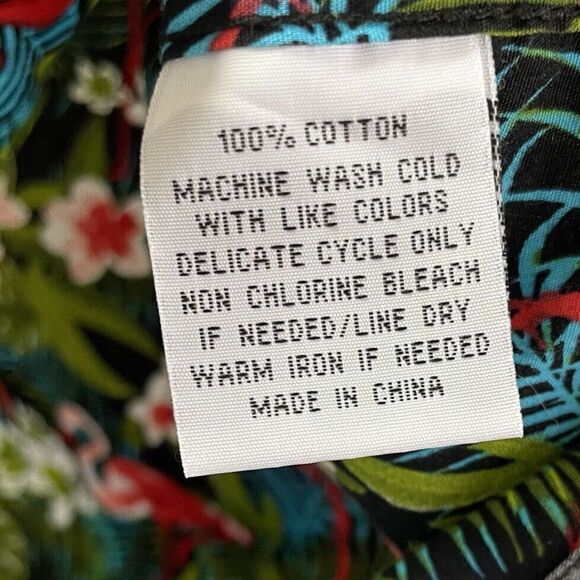 100% COTTON
MACHINE WASH COLD
WITH LIKE COLORS
DELICATE CYCLE ONLY
NON CHLORINE BLEACH
IF NEEDED/LINE DRY
WARM IRON IF NEEDED
MADE IN CHINA